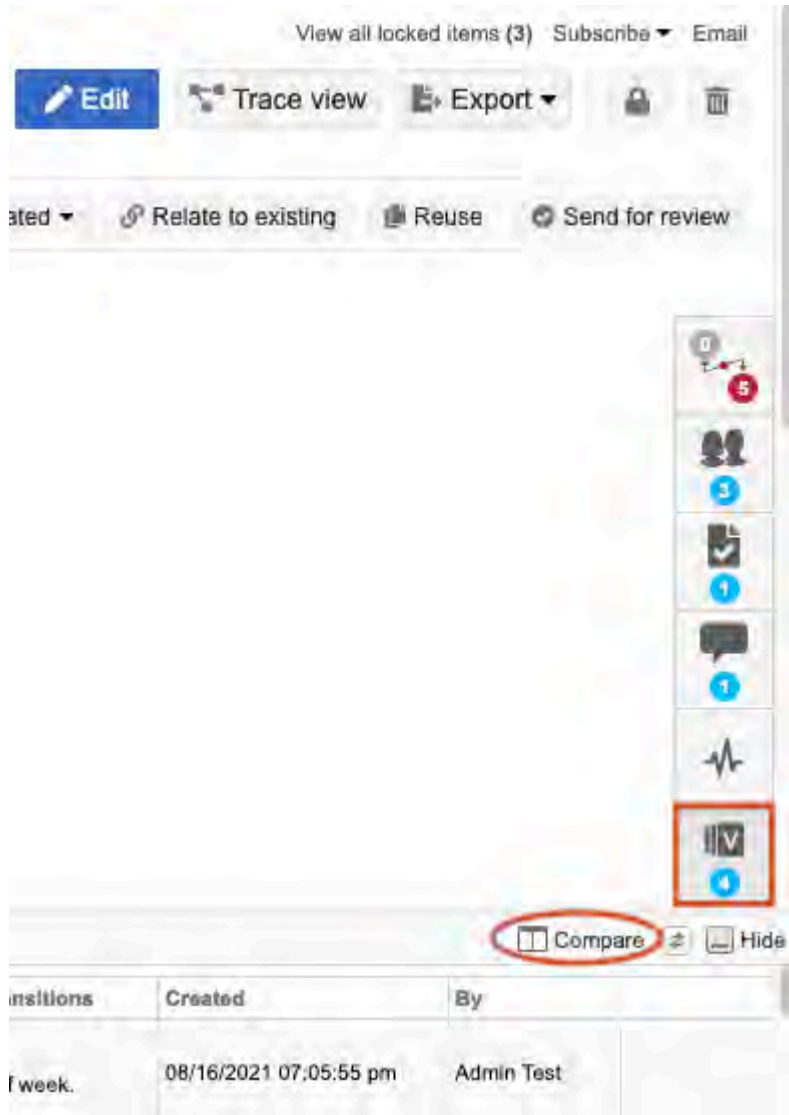 View all locked items (3) Subscribe Email
Edit Trace view Export
ated Relate to existing Reuse Send for review
0
5
3
1
1
V
4
Compare Hide
nsitions Created By
f week. 08/16/2021 07:05:55 pm Admin Test